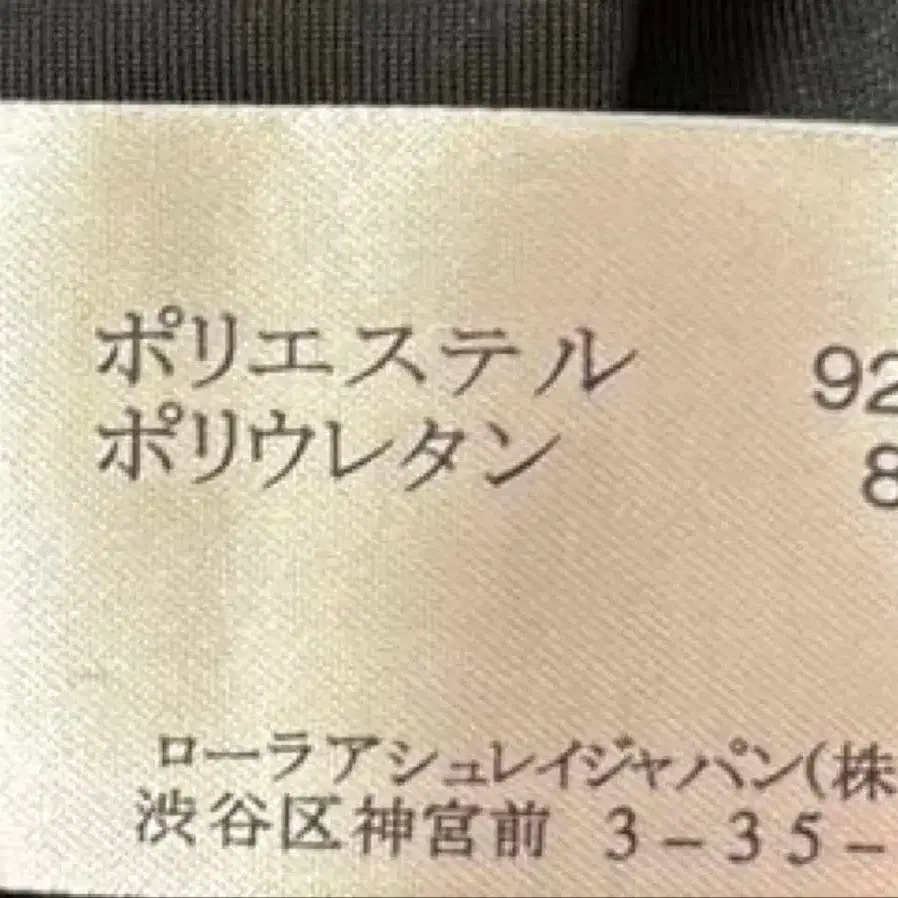 ポリエステル 92
ポリウレタン 8
ローラアシュレイジャパン(株
渋谷区神宮前 3-35-